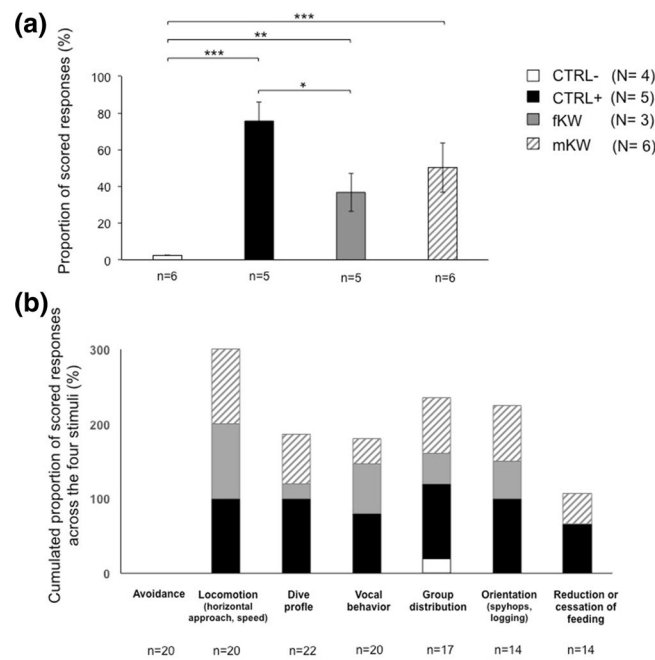 (a)
***
**
***
*
Proportion of scored responses (%)
100
80
60
40
20
0
n=6
n=5
n=5
n=6
CTRL- (N= 4)
CTRL+ (N= 5)
fKW (N= 3)
mKW (N= 6)
(b)
Cumulated proportion of scored responses
across the four stimuli (%)
300
200
100
0
Avoidance
Locomotion
(horizontal
approach, speed)
Dive
profle
Vocal
behavior
Group
distribution
Orientation
(spyhops,
logging)
Reduction or
cessation of
feeding
n=20
n=20
n=22
n=20
n=17
n=14
n=14